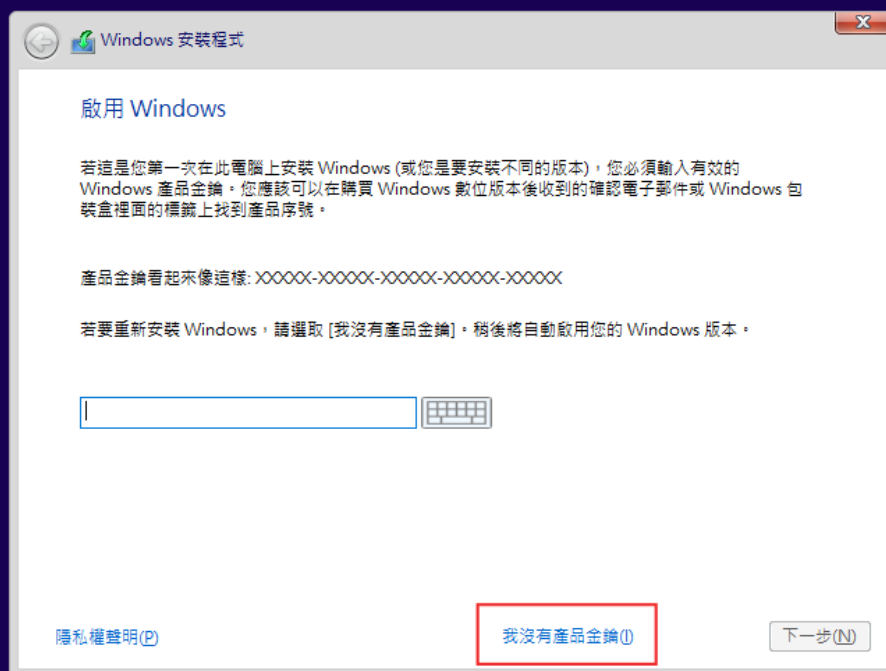 Windows 安裝程式
啟用 Windows
若這是您第一次在此電腦上安裝 Windows (或您是要安裝不同的版本)，您必須輸入有效的
Windows 產品金鑰。您應該可以在購買 Windows 數位版本後收到的確認電子郵件或 Windows 包
裝盒裡面的標籤上找到產品序號。
產品金鑰看起來像這樣: XXXXX-XXXXX-XXXXX-XXXXX-XXXXX
若要重新安裝 Windows，請選取 [我沒有產品金鑰]。稍後將自動啟用您的 Windows 版本。
隱私權聲明(P)
我沒有產品金鑰(I)
下一步(N)